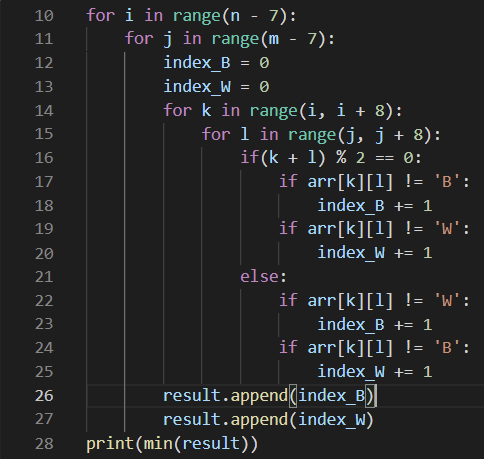 10 for i in range(n - 7):
11     for j in range(m - 7):
12         index_B = 0
13         index_W = 0
14         for k in range(i, i + 8):
15             for l in range(j, j + 8):
16                 if(k + l) % 2 == 0:
17                     if arr[k][l] != 'B':
18                         index_B += 1
19                     if arr[k][l] != 'W':
20                         index_W += 1
21                 else:
22                     if arr[k][l] != 'W':
23                         index_B += 1
24                     if arr[k][l] != 'B':
25                         index_W += 1
26         result.append(index_B)
27         result.append(index_W)
28 print(min(result))